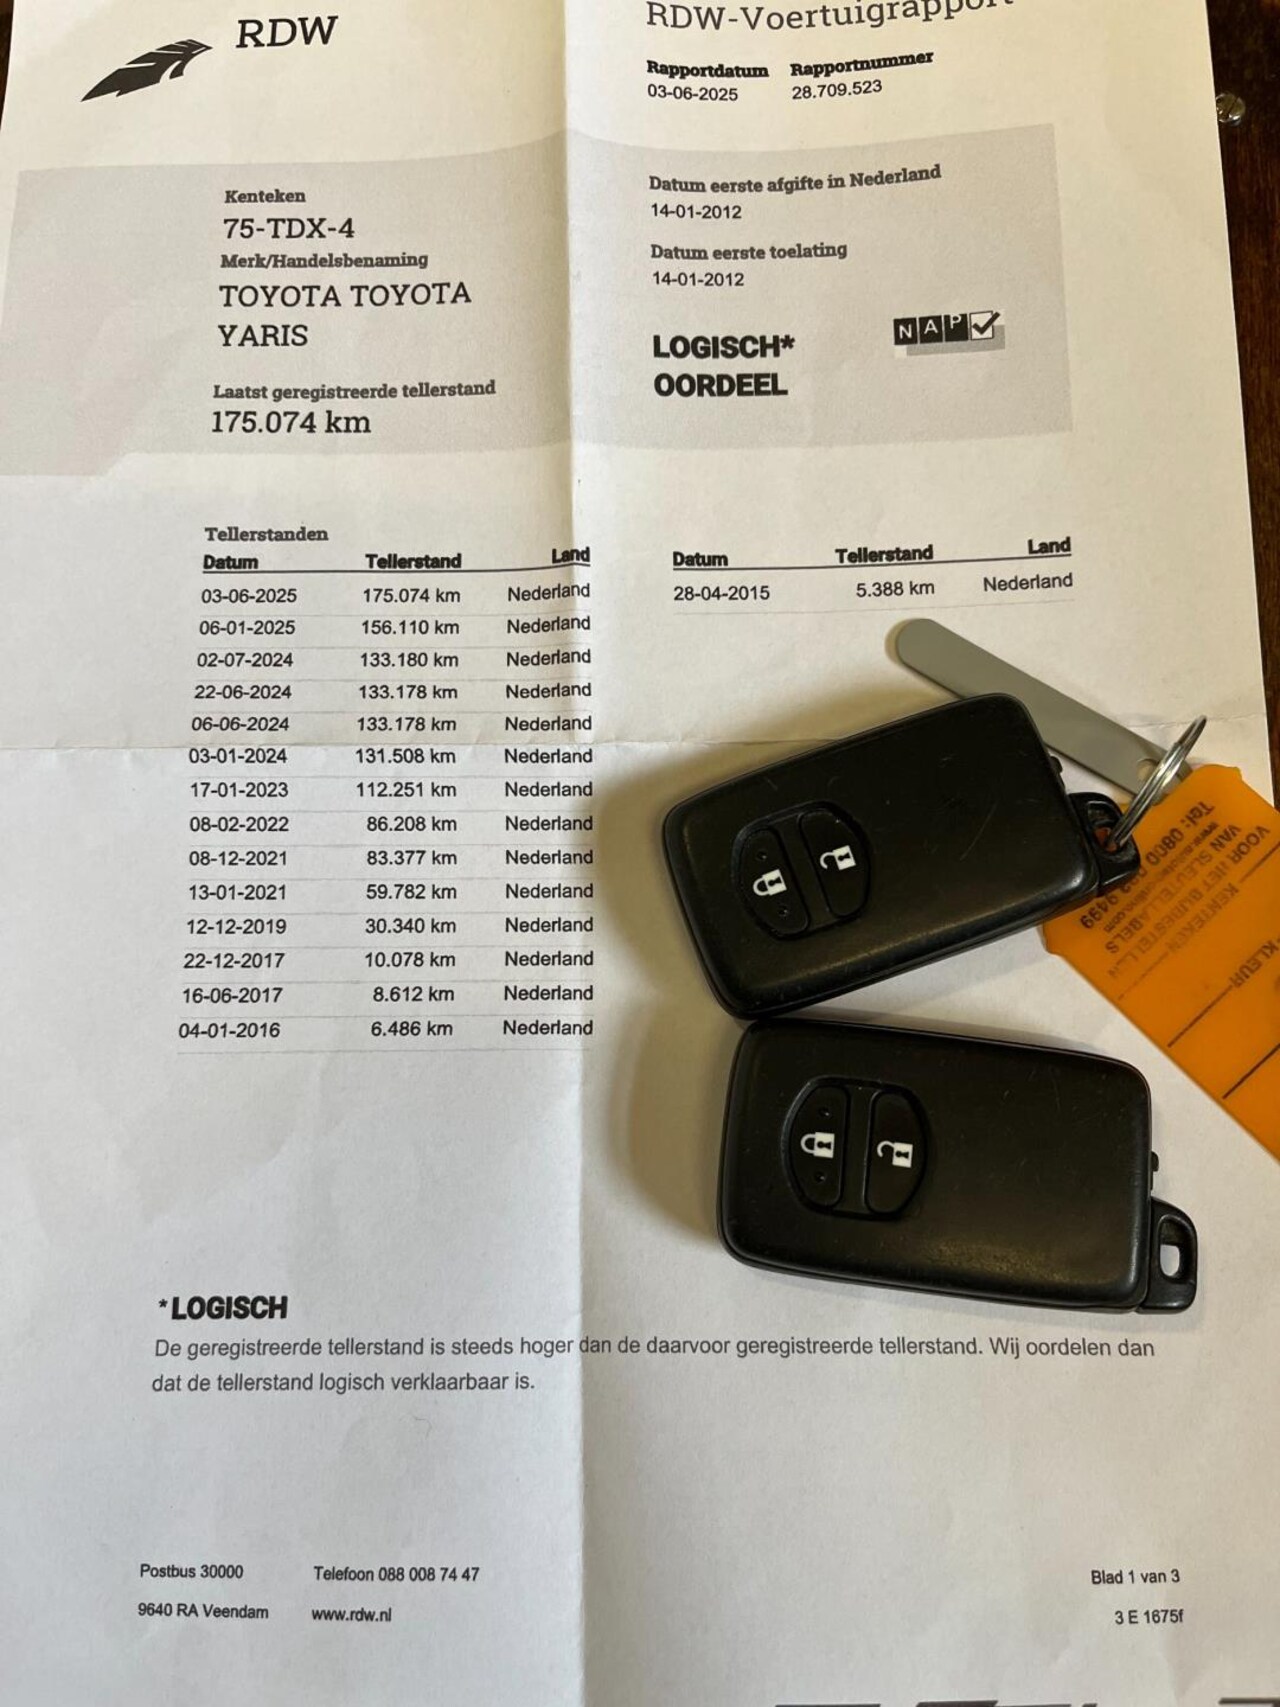 RDW
RDW-Voertuigrapport
Rapportdatum Rapportnummer
03-06-2025 28.709.523
Kenteken
75-TDX-4
Merk/Handelsbenaming
TOYOTA TOYOTA
YARIS
Laatst geregistreerde tellerstand
175.074 km
Datum eerste afgifte in Nederland
14-01-2012
Datum eerste toelating
14-01-2012
LOGISCH*
OORDEEL
NAP
Tellerstanden
Datum Tellerstand Land
03-06-2025 175.074 km Nederland
06-01-2025 156.110 km Nederland
02-07-2024 133.180 km Nederland
22-06-2024 133.178 km Nederland
06-06-2024 133.178 km Nederland
03-01-2024 131.508 km Nederland
17-01-2023 112.251 km Nederland
08-02-2022 86.208 km Nederland
08-12-2021 83.377 km Nederland
13-01-2021 59.782 km Nederland
12-12-2019 30.340 km Nederland
22-12-2017 10.078 km Nederland
16-06-2017 8.612 km Nederland
04-01-2016 6.486 km Nederland
Datum Tellerstand Land
28-04-2015 5.388 km Nederland
KLEUR
KENTEKEN
VOOR HET BIJBESTELLEN
VAN SLEUTELLABELS
Tel: 0800
9499
*LOGISCH
De geregistreerde tellerstand is steeds hoger dan de daarvoor geregistreerde tellerstand. Wij oordelen dan
dat de tellerstand logisch verklaarbaar is.
Postbus 30000 Telefoon 088 008 74 47
9640 RA Veendam www.rdw.nl
Blad 1 van 3
3 E 1675f